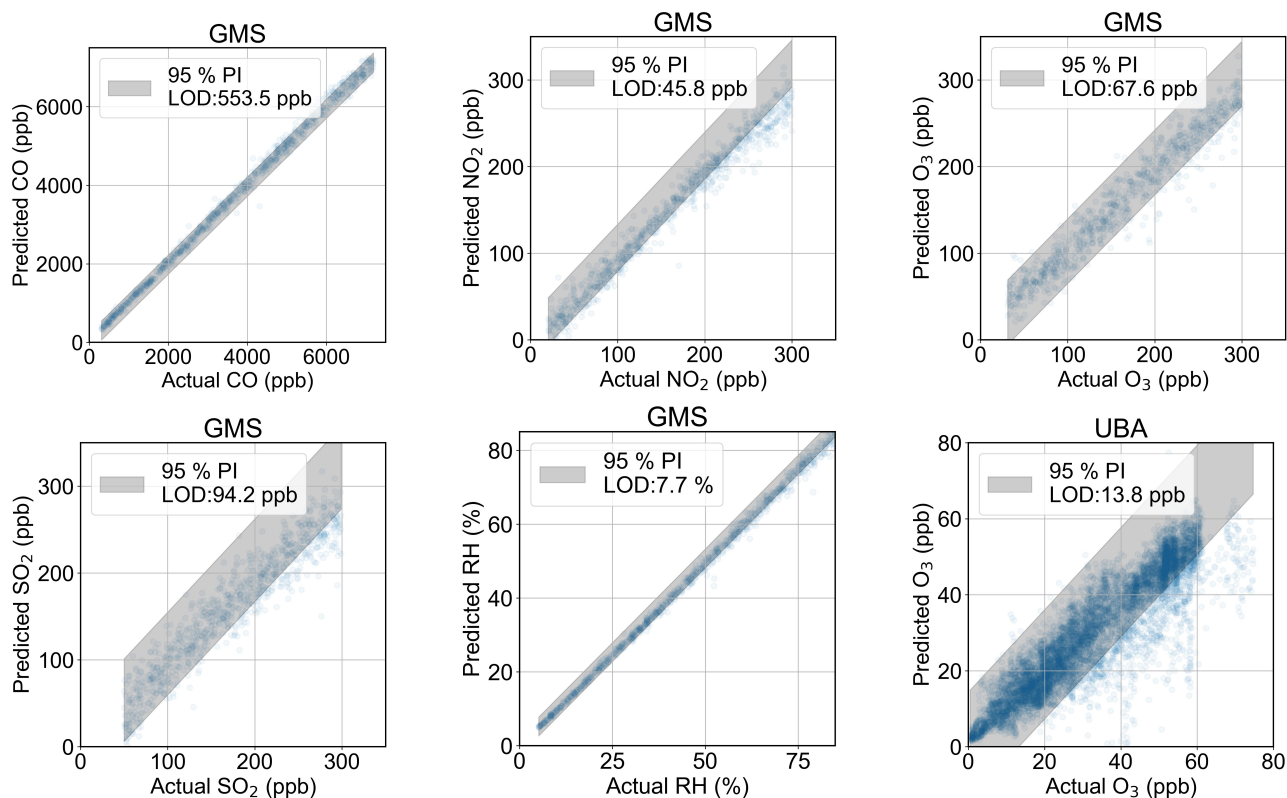 GMS
95 % PI
LOD:553.5 ppb
Predicted CO (ppb)
6000
4000
2000
0
0 2000 4000 6000
Actual CO (ppb)
GMS
95 % PI
LOD:45.8 ppb
Predicted NO₂ (ppb)
300
200
100
0
100 200 300
Actual NO₂ (ppb)
GMS
95 % PI
LOD:67.6 ppb
Predicted O₃ (ppb)
300
200
100
0
0 100 200 300
Actual O₃ (ppb)
GMS
95 % PI
LOD:94.2 ppb
Predicted SO₂ (ppb)
300
200
100
0
0 100 200 300
Actual SO₂ (ppb)
GMS
95 % PI
LOD:7.7 %
Predicted RH (%)
80
60
40
20
0
0 25 50 75
Actual RH (%)
UBA
95 % PI
LOD:13.8 ppb
Predicted O₃ (ppb)
80
60
40
20
0
0 20 40 60 80
Actual O₃ (ppb)